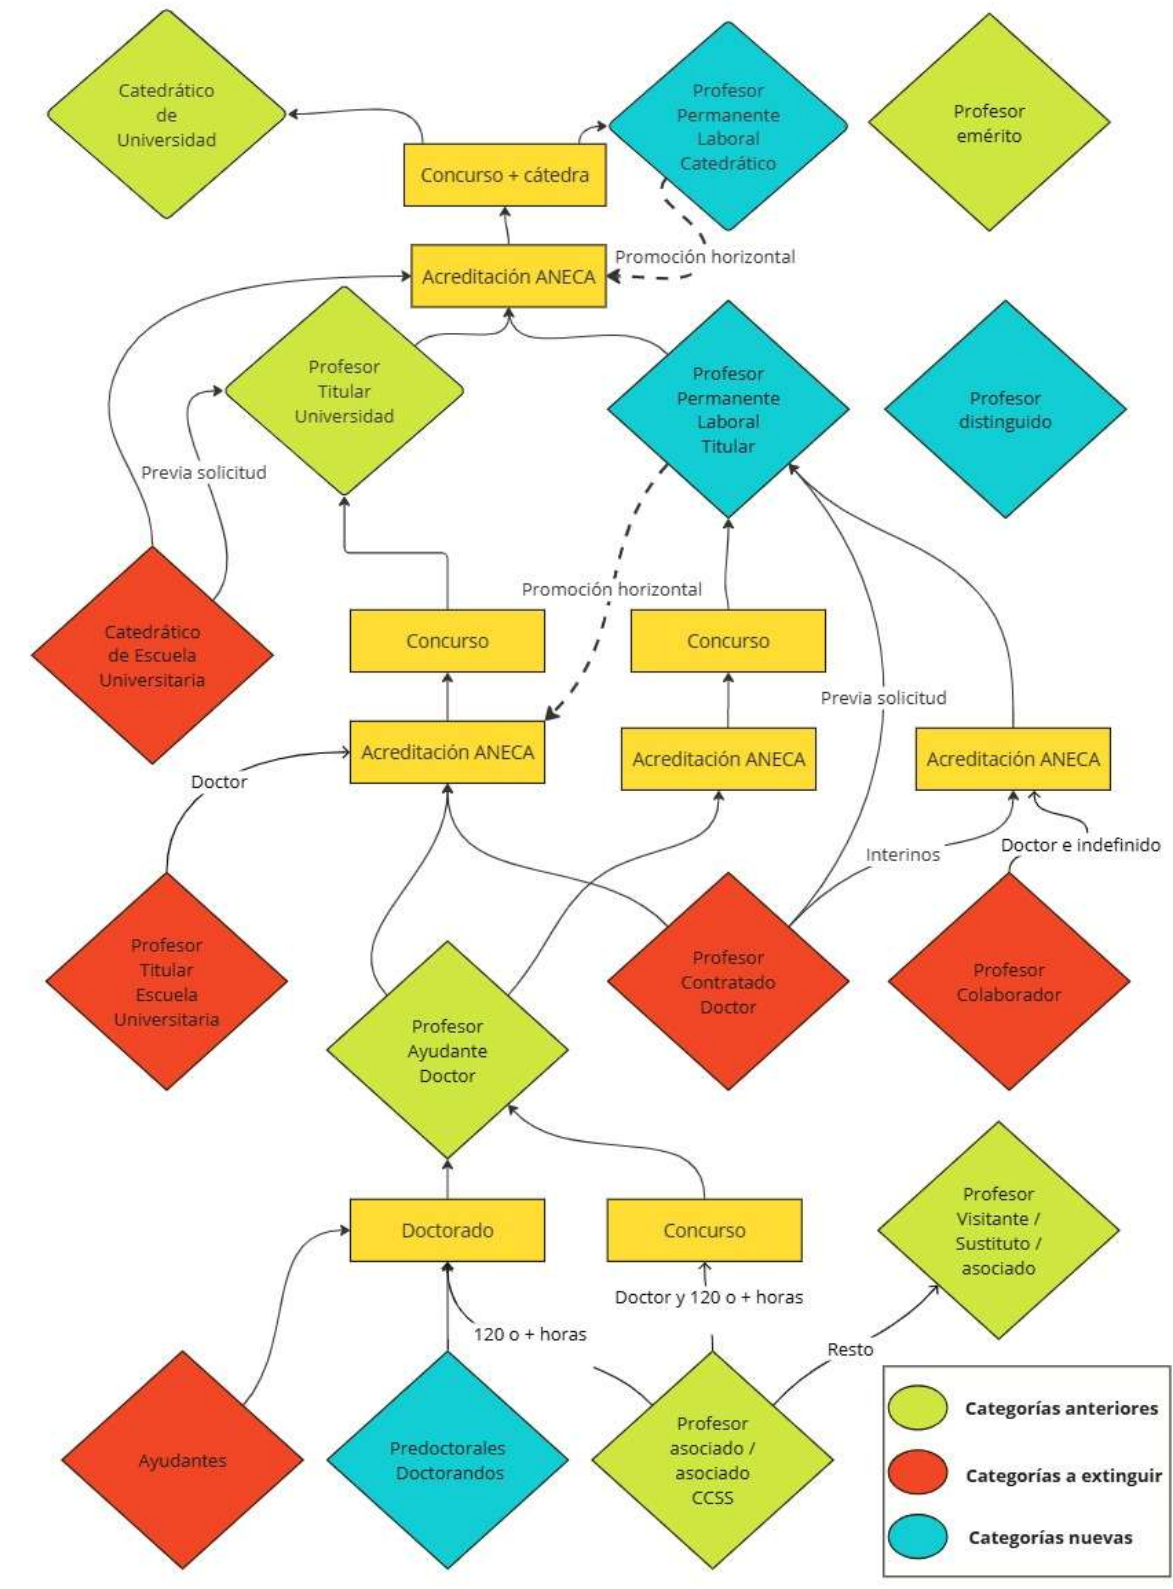 Catedrático
de
Universidad
Profesor
Permanente
Laboral
Catedrático
Profesor
emérito
Concurso + cátedra
Promoción horizontal
Acreditación ANECA
Profesor
Titular
Universidad
Profesor
Permanente
Laboral
Titular
Profesor
distinguido
Previa solicitud
Promoción horizontal
Catedrático
de Escuela
Universitaria
Concurso
Concurso
Previa solicitud
Acreditación ANECA
Acreditación ANECA
Acreditación ANECA
Doctor
Interinos
Doctor e indefinido
Profesor
Titular
Escuela
Universitaria
Profesor
Contratado
Doctor
Profesor
Colaborador
Profesor
Ayudante
Doctor
Profesor
Visitante /
Sustituto /
asociado
Doctorado
Concurso
Doctor y 120 o + horas
120 o + horas
Resto
Ayudantes
Predoctorales
Doctorandos
Profesor
asociado /
asociado
CCSS
Categorías anteriores
Categorías a extinguir
Categorías nuevas